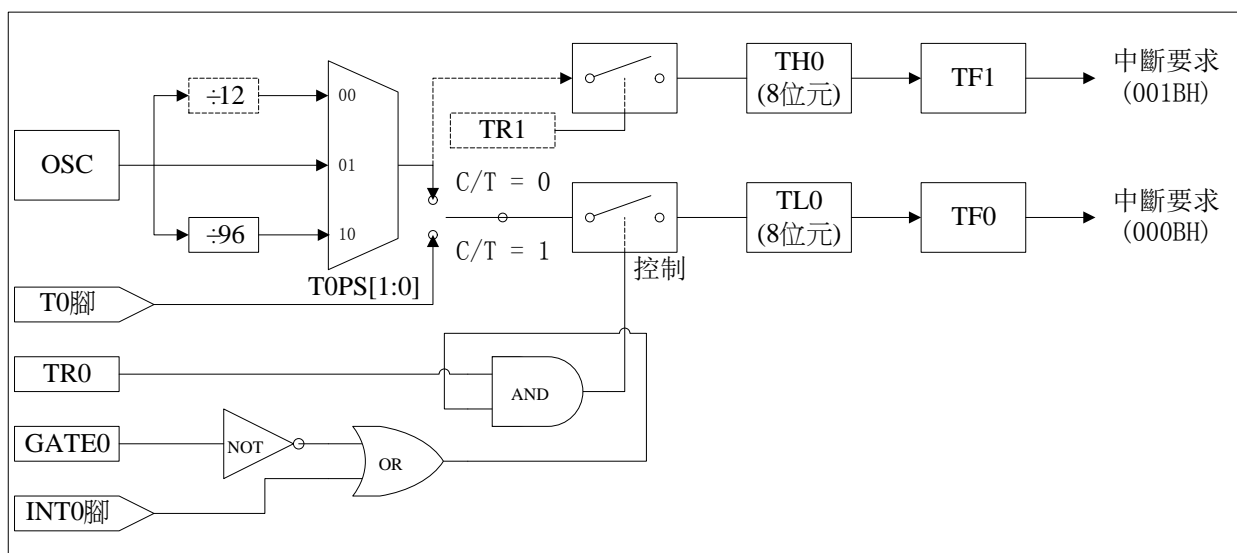 ÷12
00
OSC
01
÷96
10
T0PS[1:0]
T0腳
TR1
C/T = 0
C/T = 1
TH0
(8位元)
TF1
中斷要求
(001BH)
TL0
(8位元)
TF0
中斷要求
(000BH)
控制
TR0
AND
GATE0
NOT
OR
INT0腳